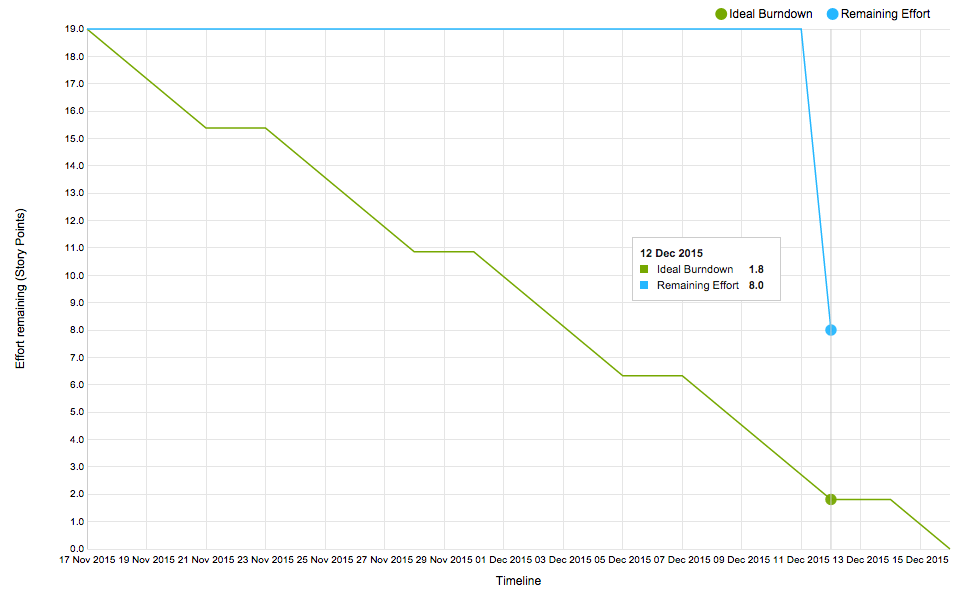 Ideal Burndown Remaining Effort
19.0
18.0
17.0
16.0
15.0
14.0
13.0
12.0
11.0
10.0
9.0
8.0
7.0
6.0
5.0
4.0
3.0
2.0
1.0
0.0
Effort remaining (Story Points)
12 Dec 2015
Ideal Burndown 1.8
Remaining Effort 8.0
17 Nov 2015 19 Nov 2015 21 Nov 2015 23 Nov 2015 25 Nov 2015 27 Nov 2015 29 Nov 2015 01 Dec 2015 03 Dec 2015 05 Dec 2015 07 Dec 2015 09 Dec 2015 11 Dec 2015 13 Dec 2015 15 Dec 2015
Timeline